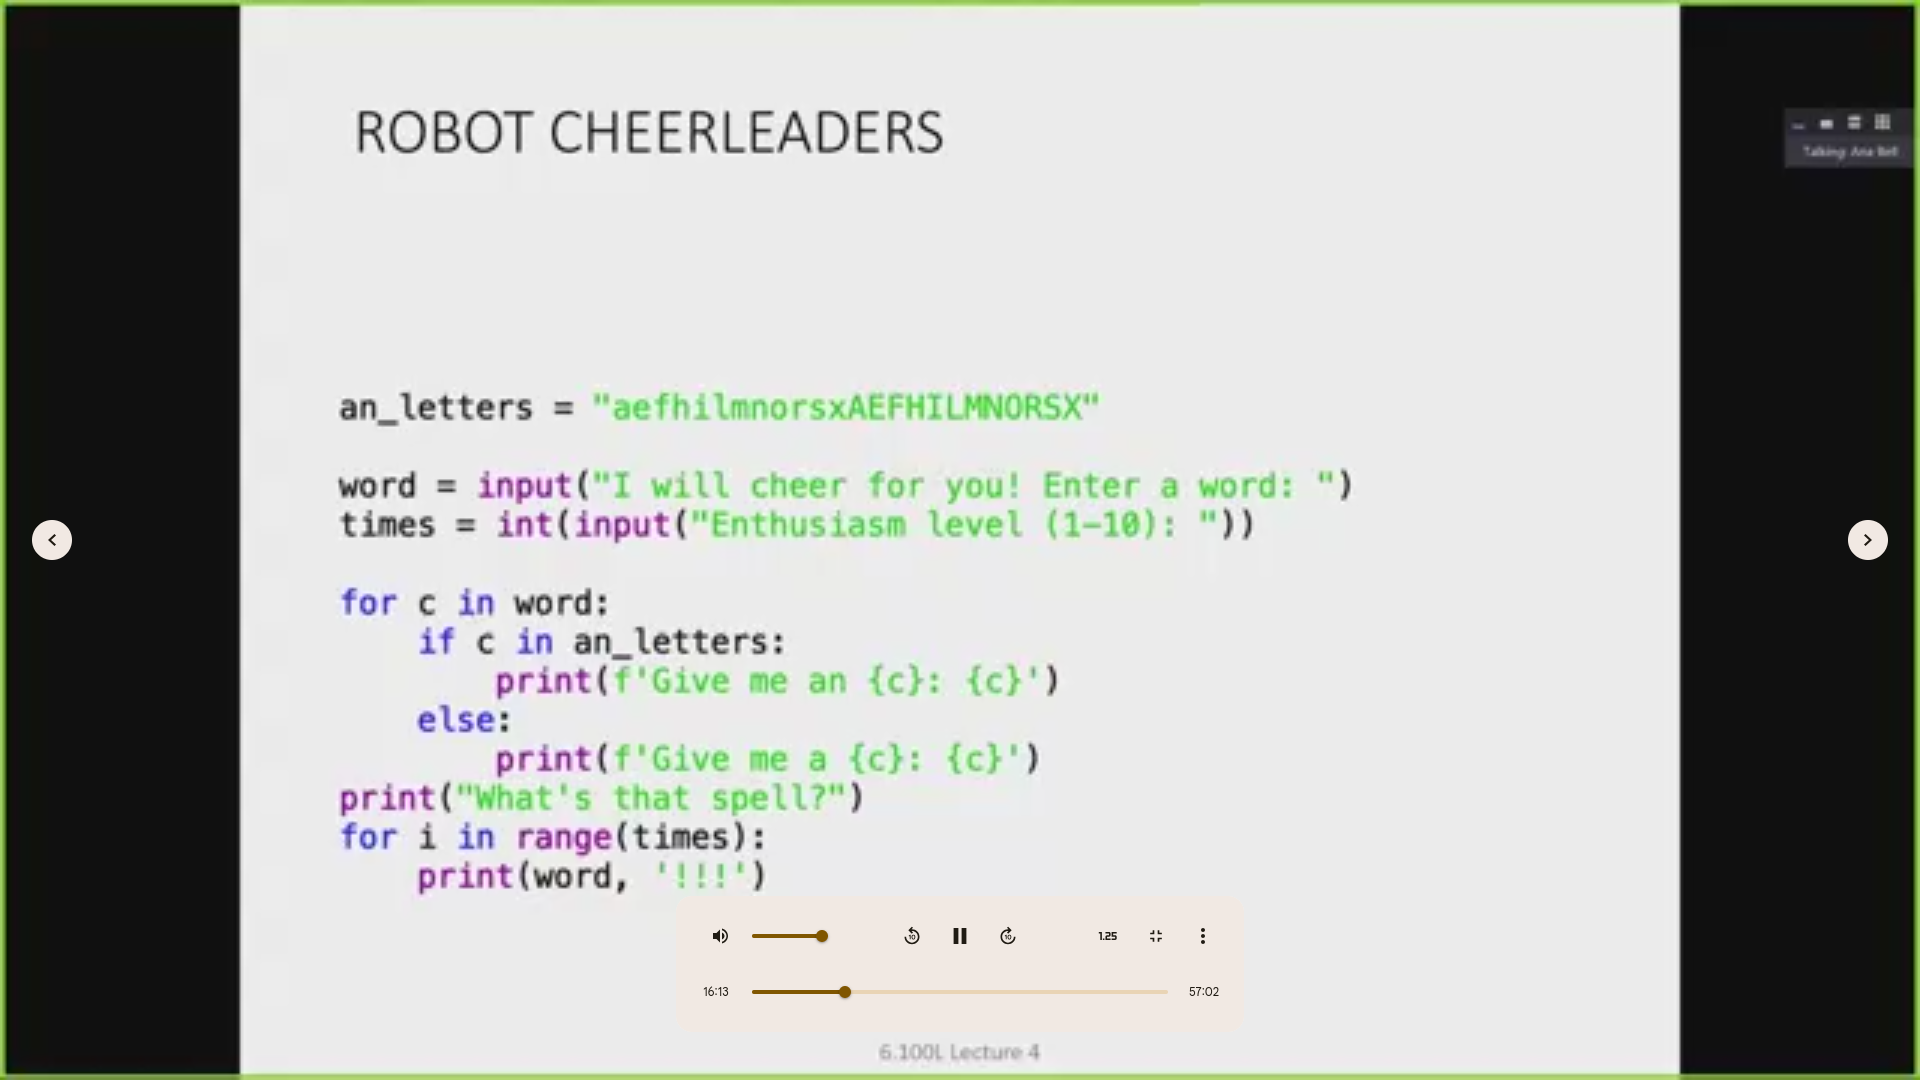 ROBOT CHEERLEADERS
Talking: Ana Bell
an_letters = "aefhilmnorsxAEFHILMNORSX"
word = input("I will cheer for you! Enter a word: ")
times = int(input("Enthusiasm level (1-10): "))
for c in word:
    if c in an_letters:
        print(f'Give me an {c}: {c}')
    else:
        print(f'Give me a {c}: {c}')
print("What's that spell?")
for i in range(times):
    print(word, '!!!')
10
10
1.25
16:13
57:02
6.100L Lecture 4